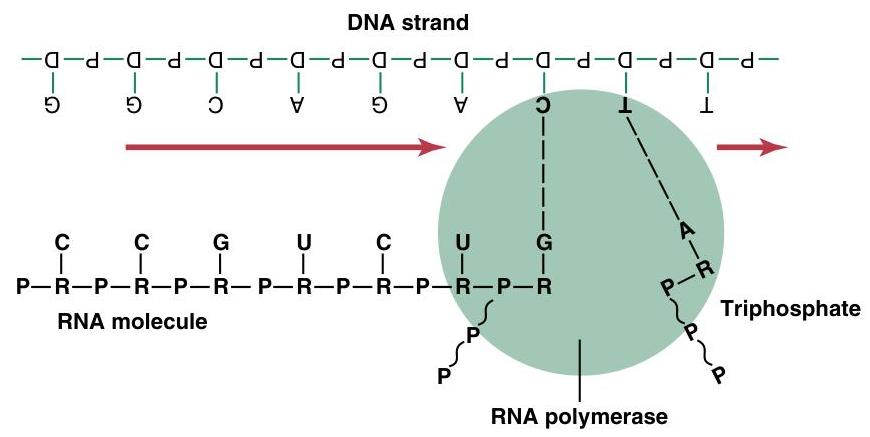 DNA strand
D—P—D—P—D—P—D—P—D—P—D—P—D—P—D—P—D—P
G G C A G A C T T
C C G U C U G A
P—R—P—R—P—R—P—R—P—R—P—R—P—R
R
P
Triphosphate
RNA molecule
P
P
P
P
RNA polymerase